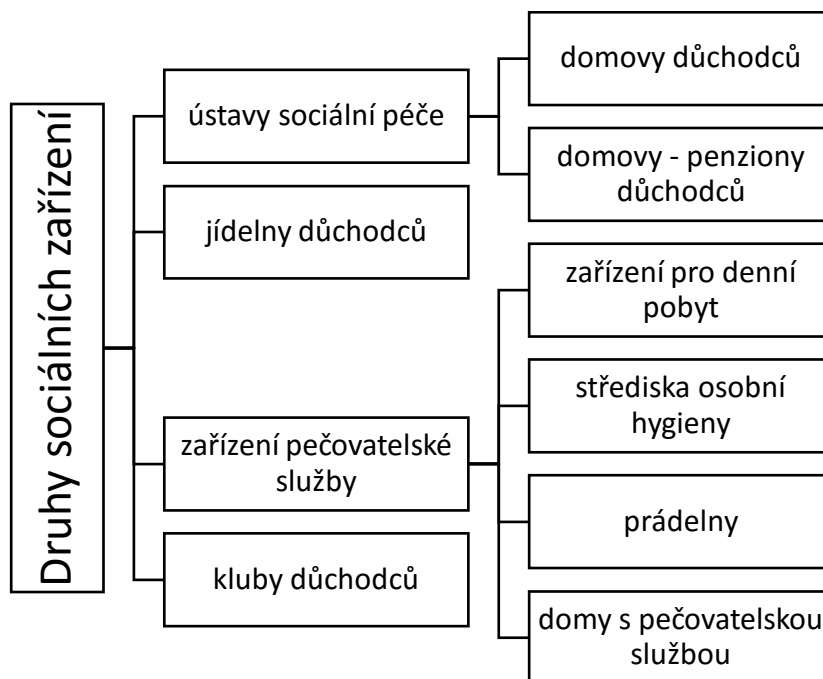 Druhy sociálních zařízení
ústavy sociální péče
domovy důchodců
domovy - penziony
důchodců
jídelny důchodců
zařízení pečovatelské
služby
zařízení pro denní
pobyt
střediska osobní
hygieny
prádelny
domy s pečovatelskou
službou
kluby důchodců